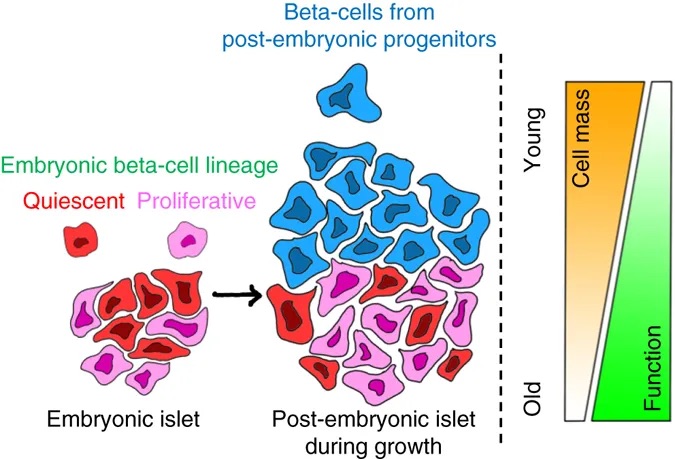 Beta-cells from
post-embryonic progenitors
Embryonic beta-cell lineage
Quiescent Proliferative
Embryonic islet
Post-embryonic islet
during growth
Young
Old
Cell mass
Function